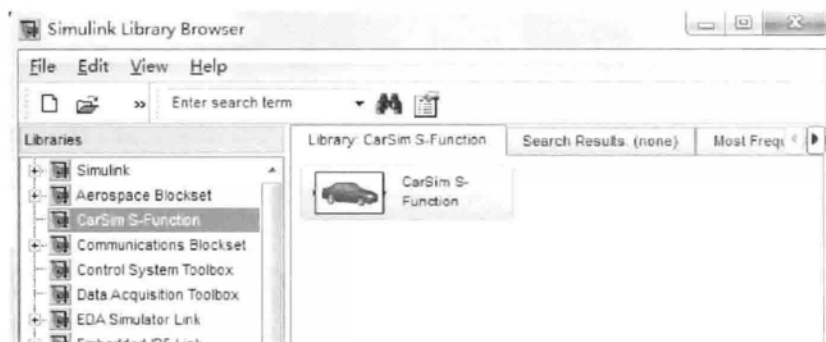 Simulink Library Browser
File Edit View Help
» Enter search term
Libraries
Library: CarSim S-Function
Search Results: (none)
Most Frequ
Simulink
Aerospace Blockset
CarSim S-Function
Communications Blockset
Control System Toolbox
Data Acquisition Toolbox
EDA Simulator Link
CarSim S-
Function